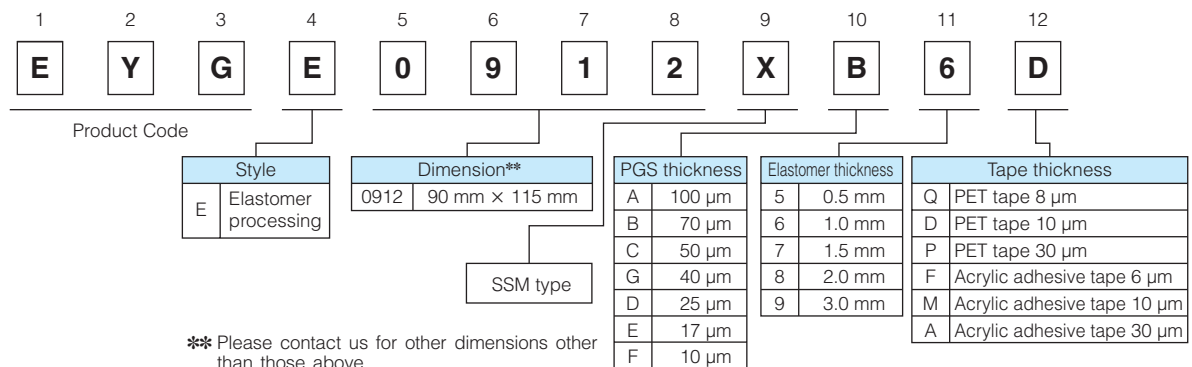 1 2 3 4 5 6 7 8 9 10 11 12
E Y G E 0 9 1 2 X B 6 D
Product Code
Style
E Elastomer
processing
Dimension**
0912 90 mm × 115 mm
SSM type
PGS thickness
A 100 µm
B 70 µm
C 50 µm
G 40 µm
D 25 µm
E 17 µm
F 10 µm
Elastomer thickness
5 0.5 mm
6 1.0 mm
7 1.5 mm
8 2.0 mm
9 3.0 mm
Tape thickness
Q PET tape 8 µm
D PET tape 10 µm
P PET tape 30 µm
F Acrylic adhesive tape 6 µm
M Acrylic adhesive tape 10 µm
A Acrylic adhesive tape 30 µm
** Please contact us for other dimensions other
than those above